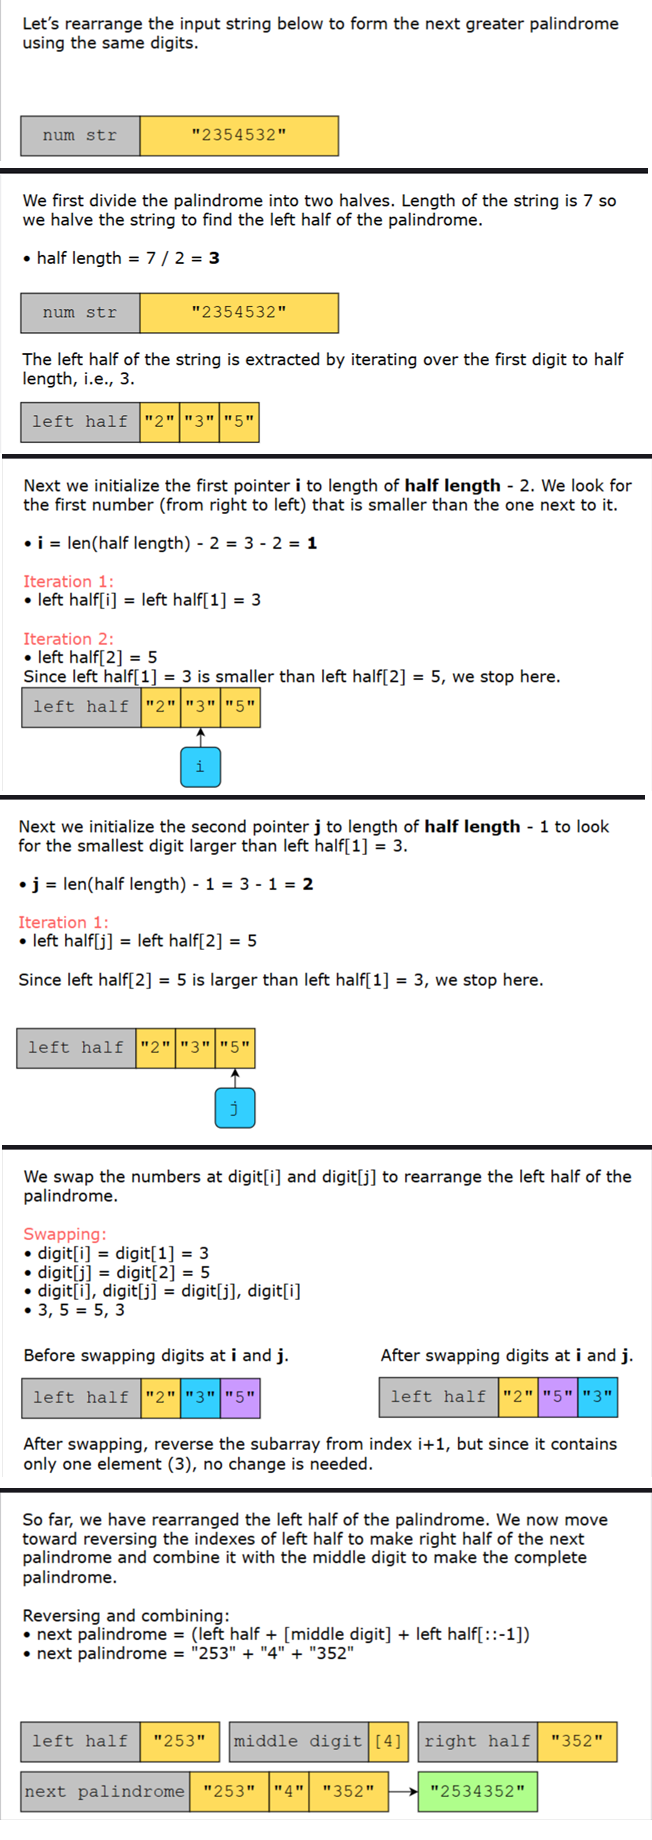 Let’s rearrange the input string below to form the next greater palindrome
using the same digits.
num str "2354532"
We first divide the palindrome into two halves. Length of the string is 7 so
we halve the string to find the left half of the palindrome.
• half length = 7 / 2 = 3
num str "2354532"
The left half of the string is extracted by iterating over the first digit to half
length, i.e., 3.
left half "2" "3" "5"
Next we initialize the first pointer i to length of half length - 2. We look for
the first number (from right to left) that is smaller than the one next to it.
• i = len(half length) - 2 = 3 - 2 = 1
Iteration 1:
• left half[i] = left half[1] = 3
Iteration 2:
• left half[2] = 5
Since left half[1] = 3 is smaller than left half[2] = 5, we stop here.
left half "2" "3" "5"
i
Next we initialize the second pointer j to length of half length - 1 to look
for the smallest digit larger than left half[1] = 3.
• j = len(half length) - 1 = 3 - 1 = 2
Iteration 1:
• left half[j] = left half[2] = 5
Since left half[2] = 5 is larger than left half[1] = 3, we stop here.
left half "2" "3" "5"
j
We swap the numbers at digit[i] and digit[j] to rearrange the left half of the
palindrome.
Swapping:
• digit[i] = digit[1] = 3
• digit[j] = digit[2] = 5
• digit[i], digit[j] = digit[j], digit[i]
• 3, 5 = 5, 3
Before swapping digits at i and j. After swapping digits at i and j.
left half "2" "3" "5" left half "2" "5" "3"
After swapping, reverse the subarray from index i+1, but since it contains
only one element (3), no change is needed.
So far, we have rearranged the left half of the palindrome. We now move
toward reversing the indexes of left half to make right half of the next
palindrome and combine it with the middle digit to make the complete
palindrome.
Reversing and combining:
• next palindrome = (left half + [middle digit] + left half[::-1])
• next palindrome = "253" + "4" + "352"
left half "253" middle digit [4] right half "352"
next palindrome "253" "4" "352" "2534352"